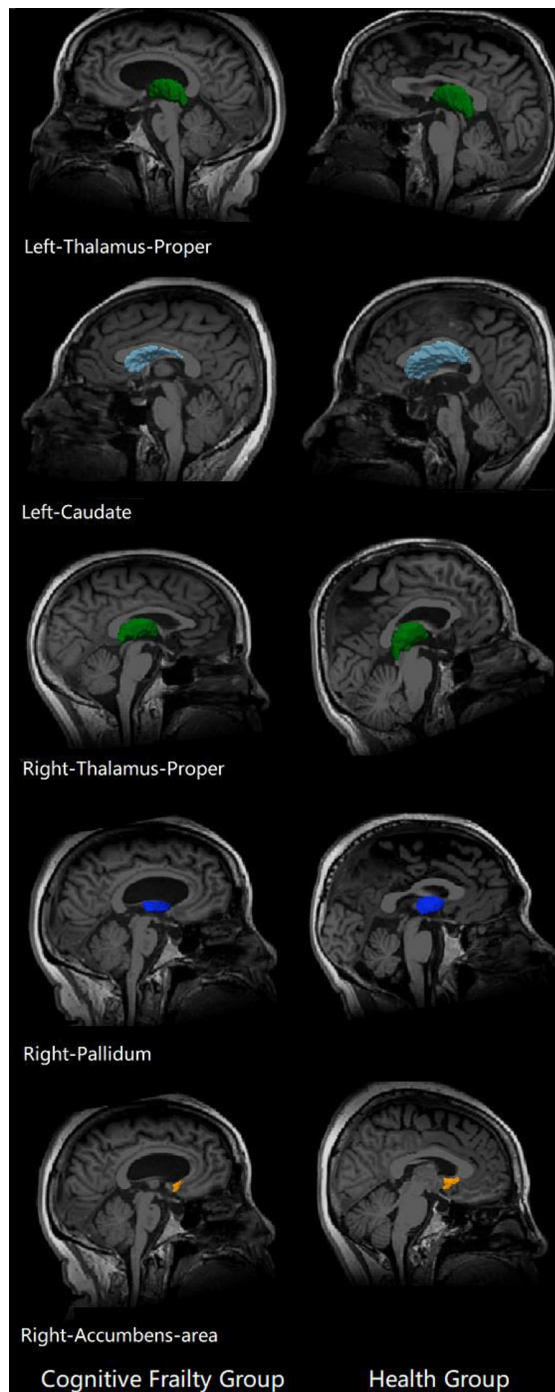 Left-Thalamus-Proper
Left-Caudate
Right-Thalamus-Proper
Right-Pallidum
Right-Accumbens-area
Cognitive Frailty Group Health Group